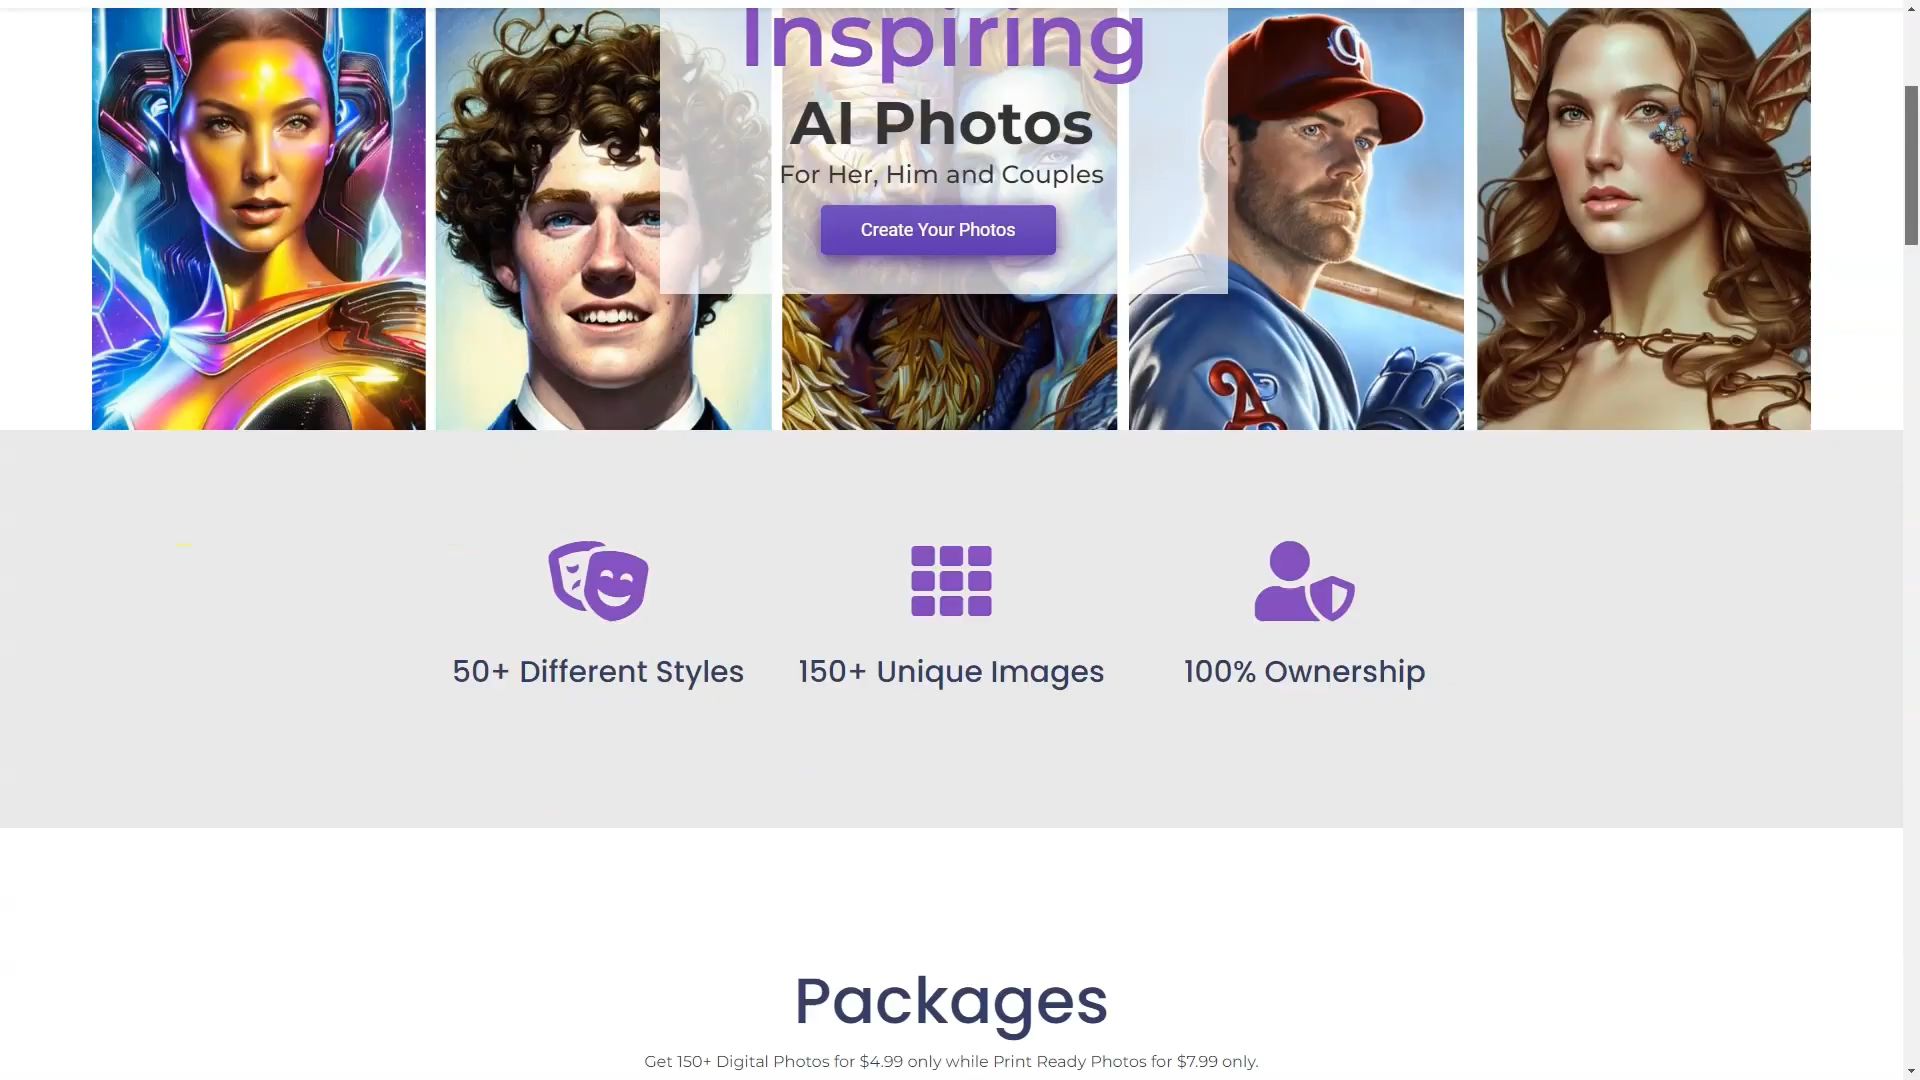 Inspiring
AI Photos
For Her, Him and Couples
Create Your Photos
50+ Different Styles
150+ Unique Images
100% Ownership
Packages
Get 150+ Digital Photos for $4.99 only while Print Ready Photos for $7.99 only.